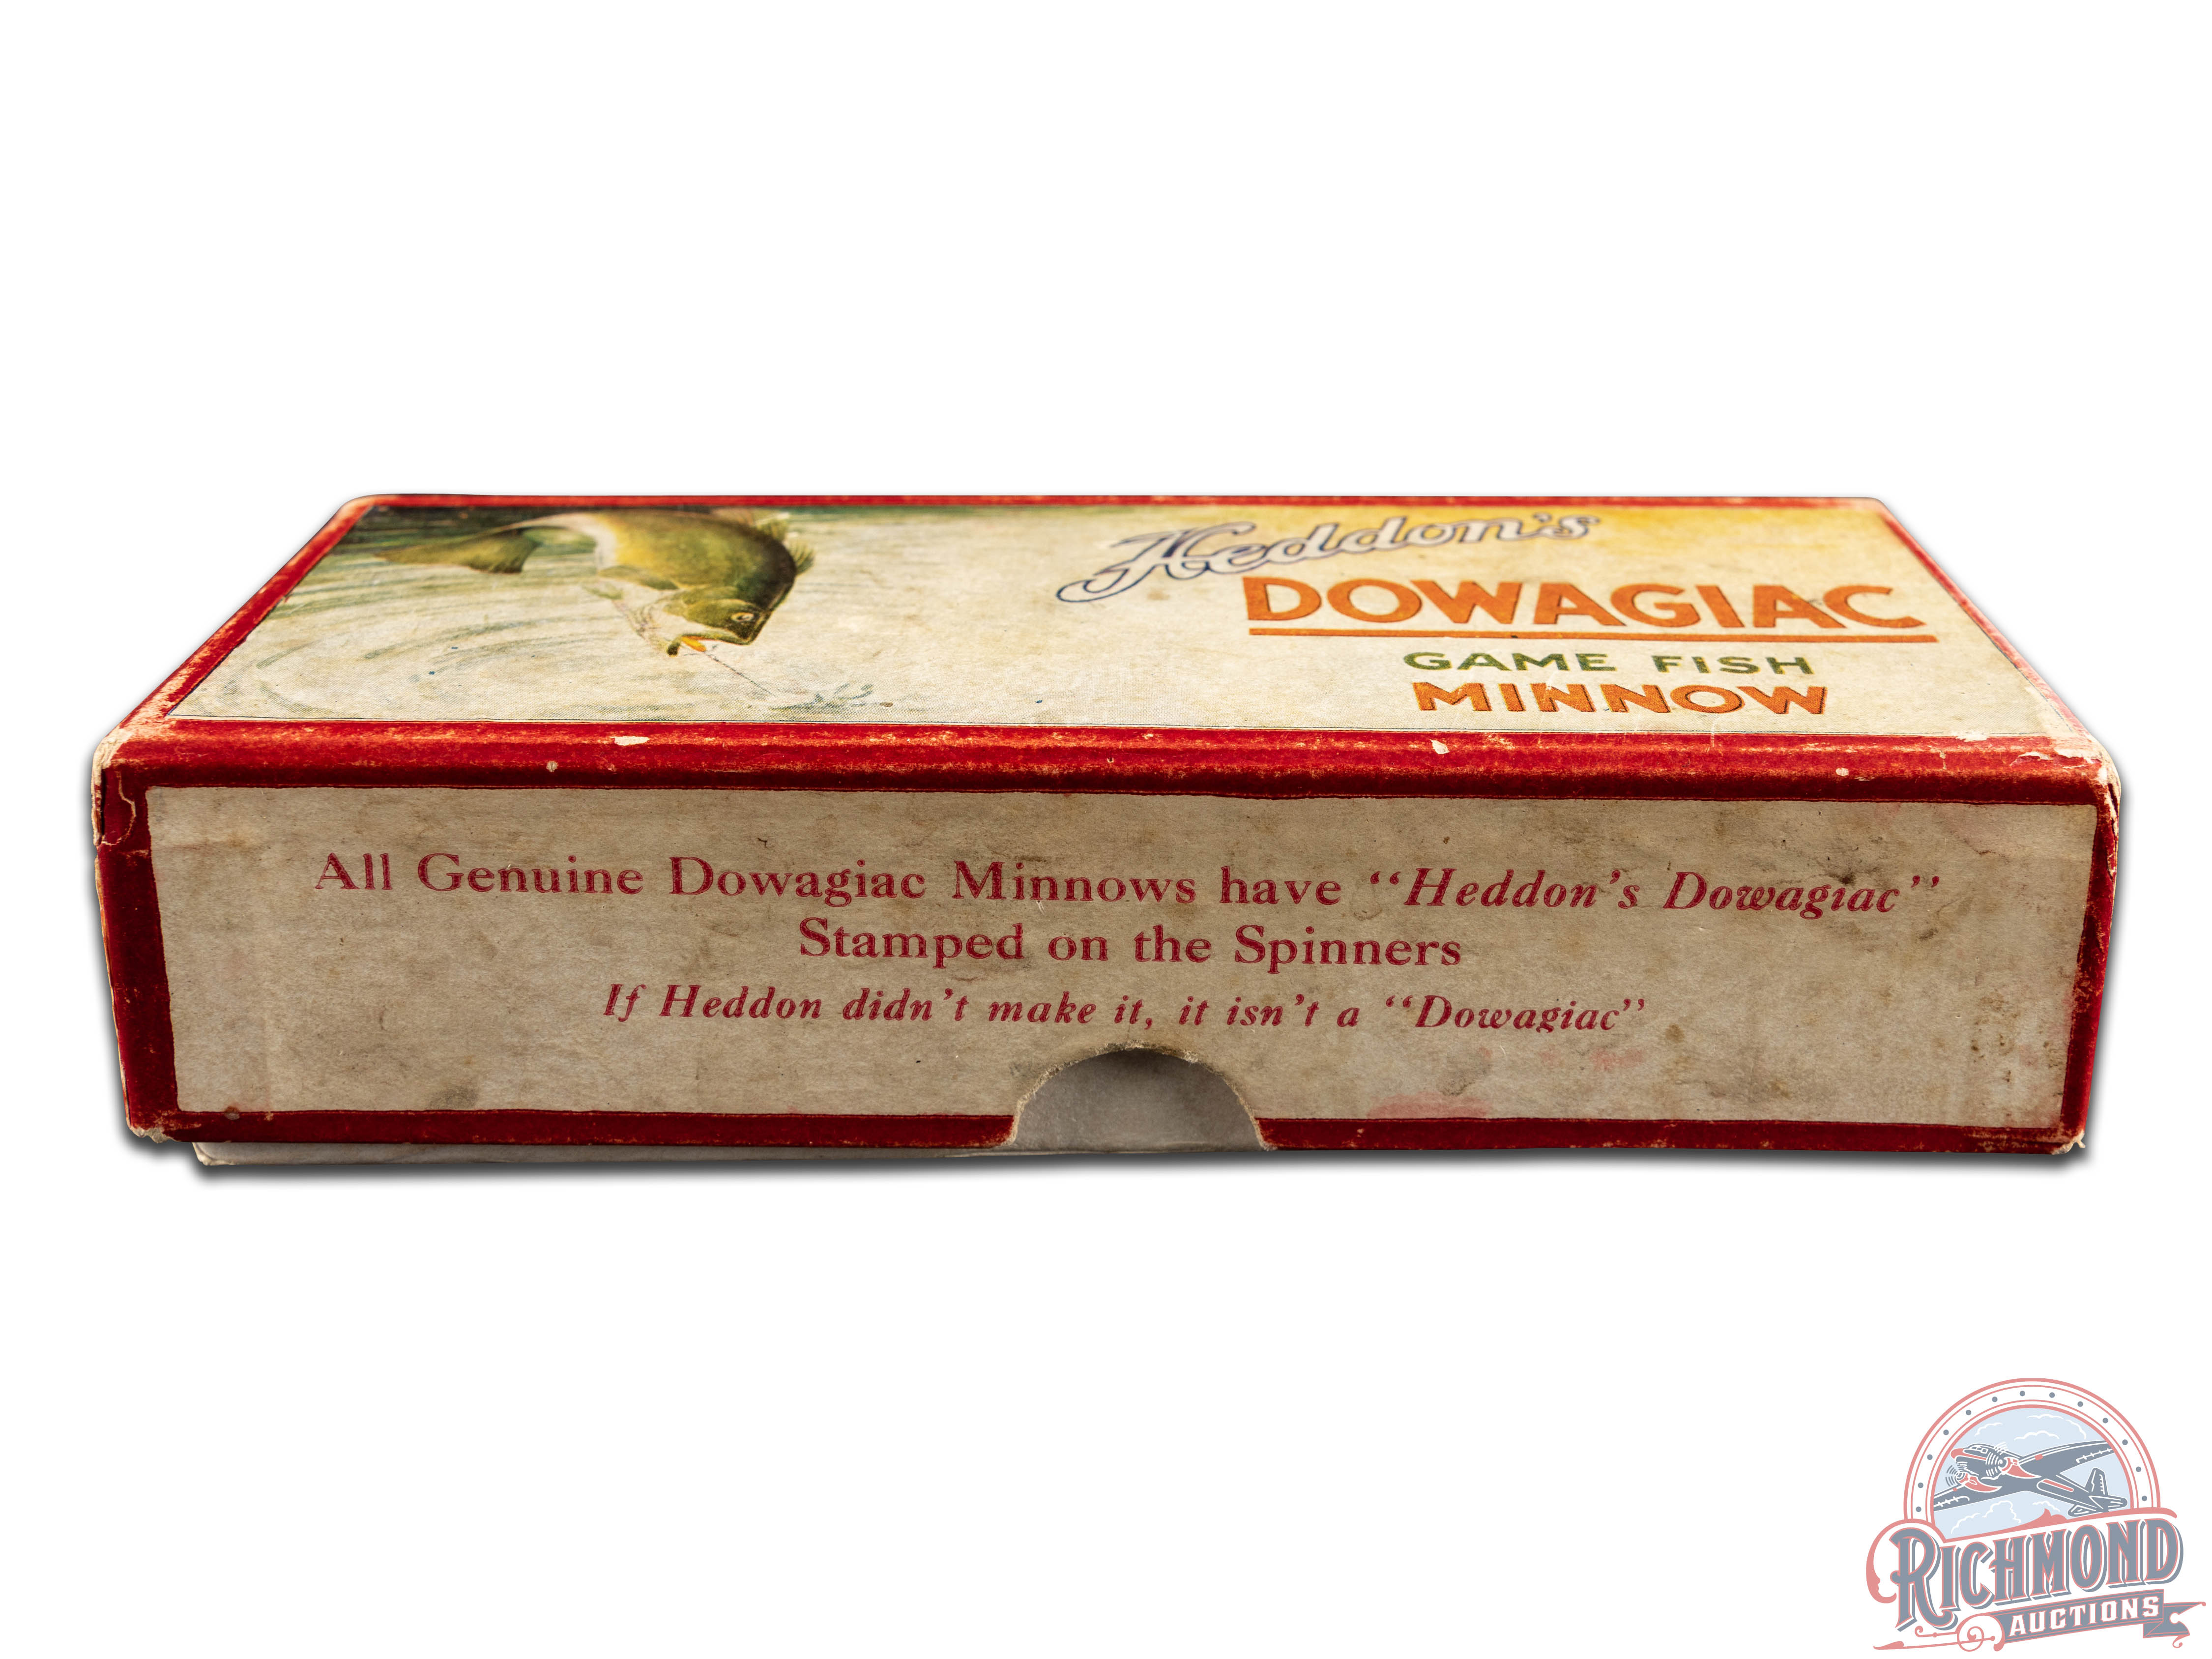 Heddon's
DOWAGIAC
GAME FISH
MINNOW
All Genuine Dowagiac Minnows have “Heddon's Dowagiac”
Stamped on the Spinners
If Heddon didn't make it, it isn't a “Dowagiac”
RICHMOND
AUCTIONS